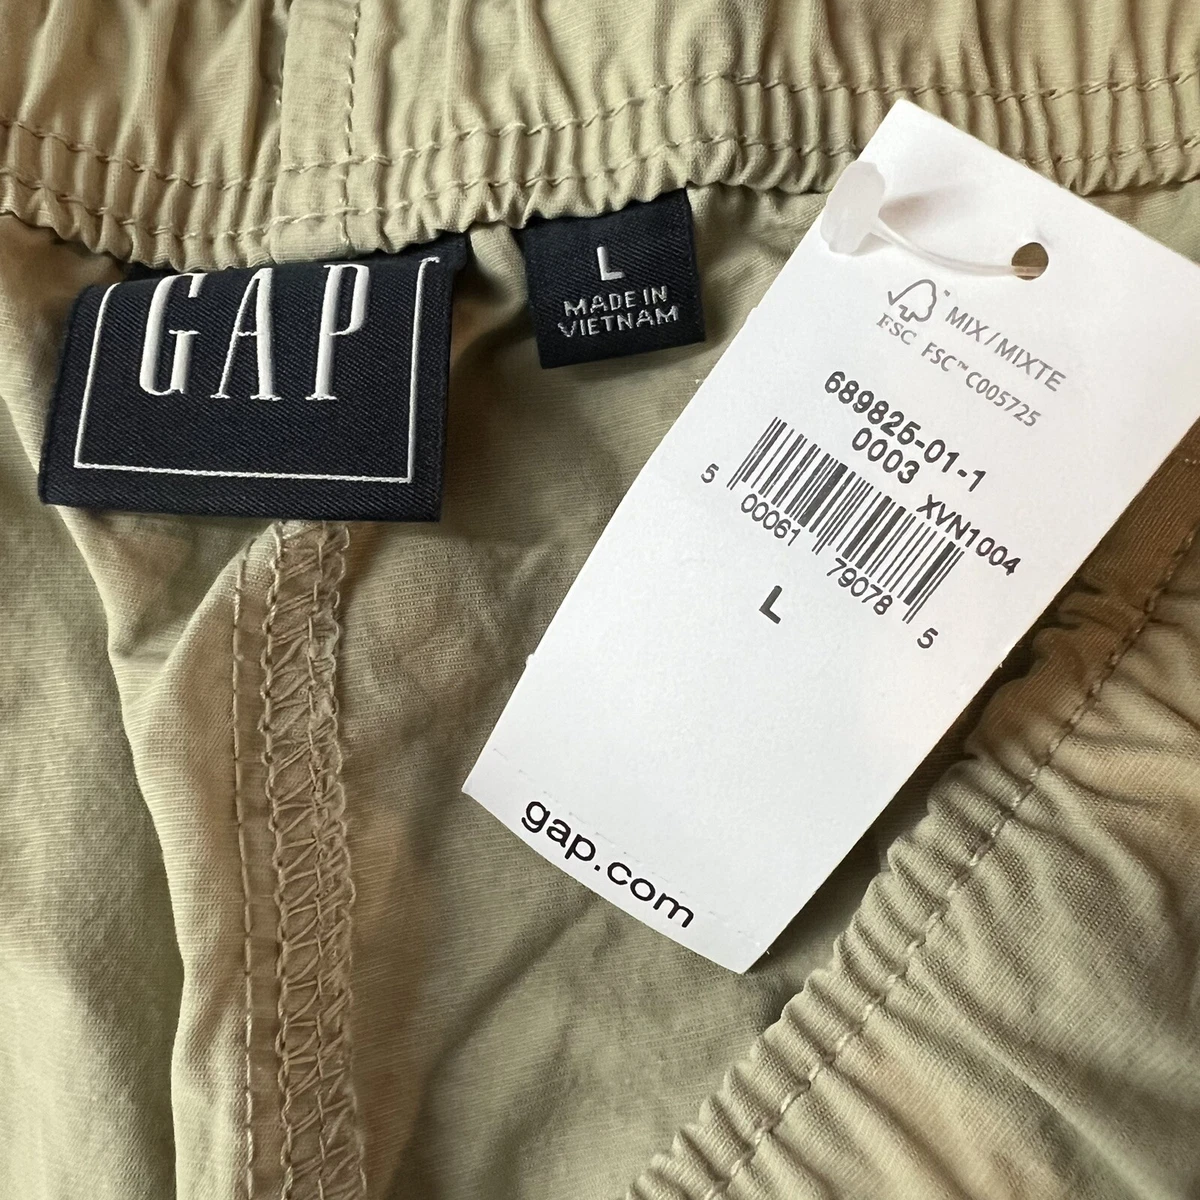 GAP
L
MADE IN
VIETNAM
FSC™ MIX/MIXTE
FSC FSC™ C005725
689825-01-1
0003 XVN1004
5 00061 79078 5
L
gap.com